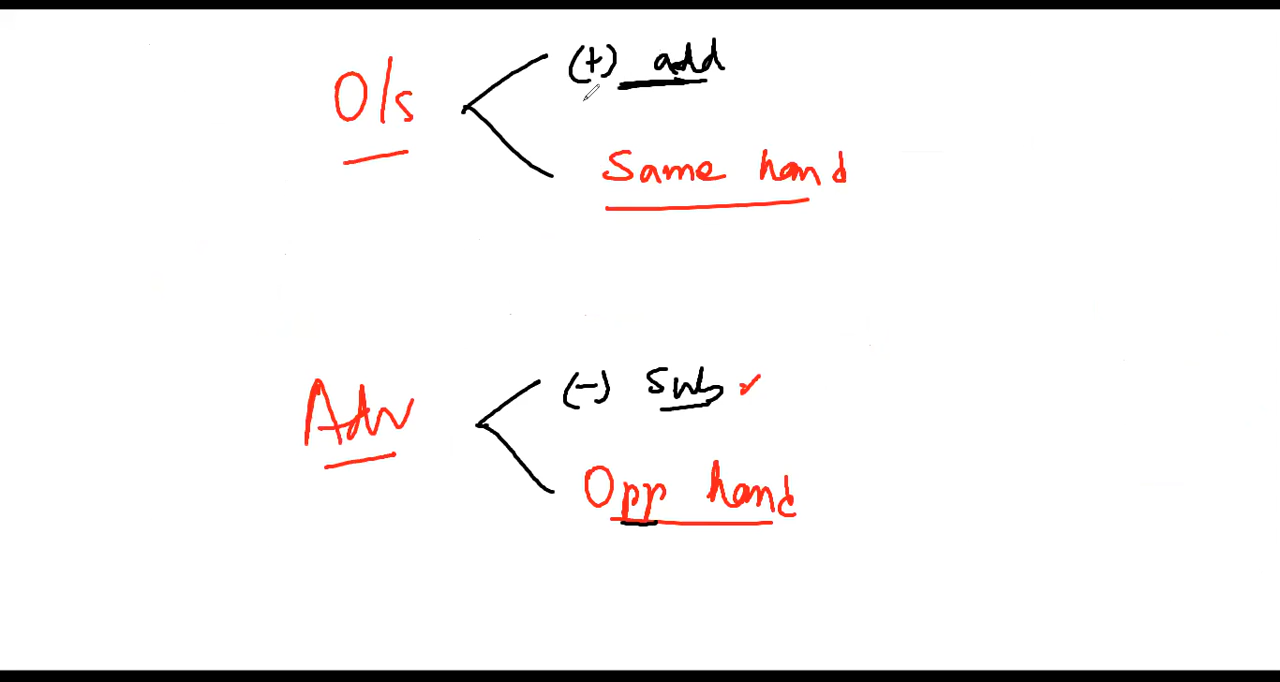 O/s
(+) add
Same hand
Adv
(-) Sub ✓
Opp hand